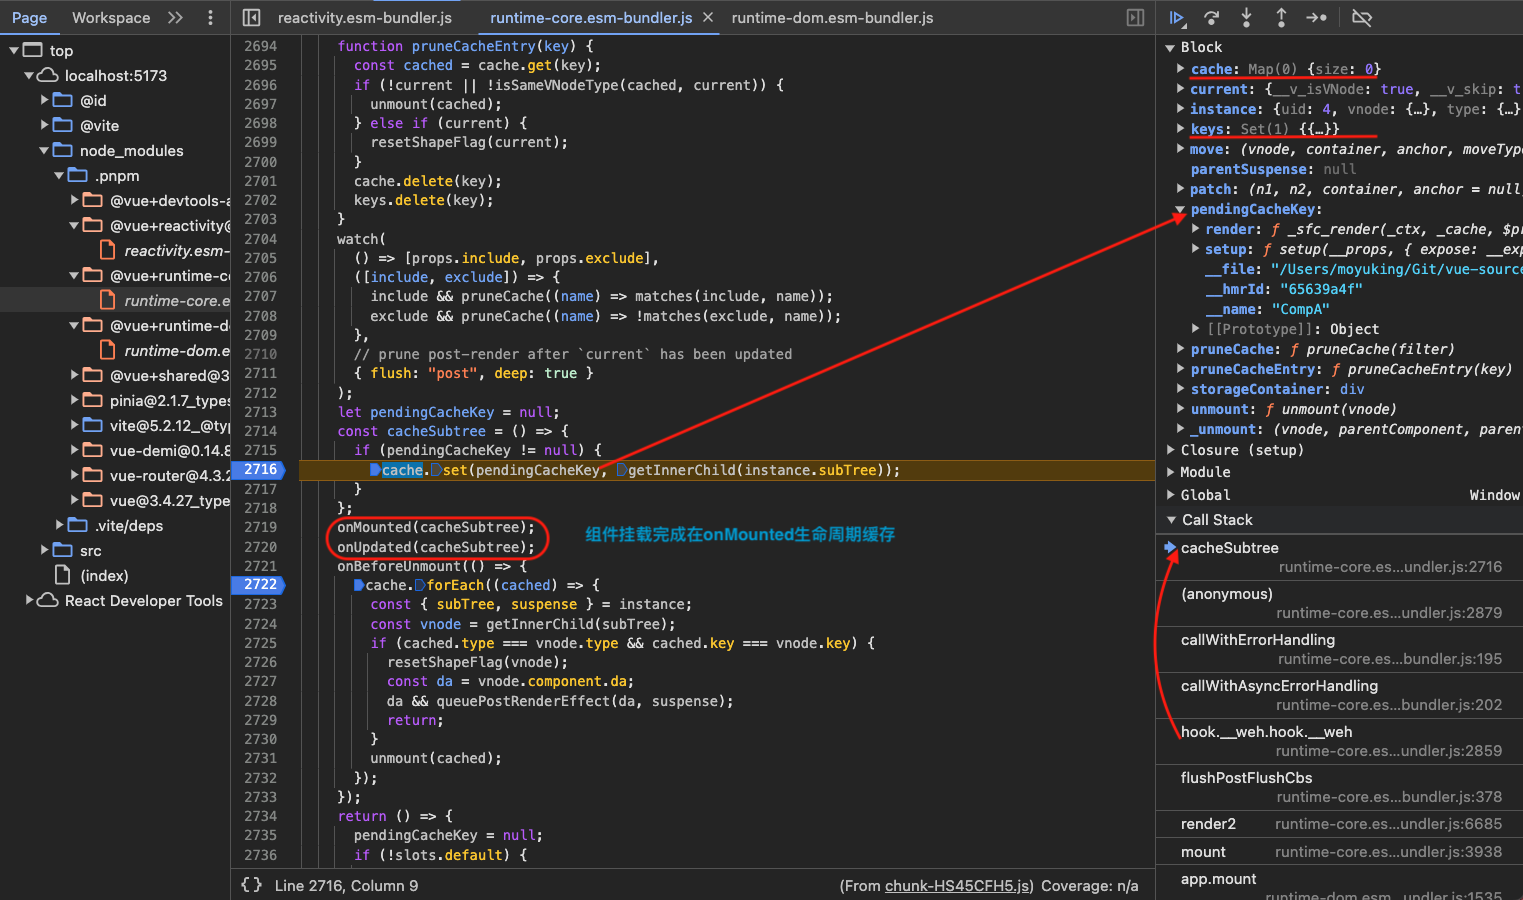 Page
Workspace
top
localhost:5173
@id
@vite
node_modules
.pnpm
@vue+devtools-a
@vue+reactivity@
reactivity.esm-
@vue+runtime-co
runtime-core.e
@vue+runtime-do
runtime-dom.e
@vue+shared@3
pinia@2.1.7_types
vite@5.2.12_@typ
vue-demi@0.14.8
vue-router@4.3.2
vue@3.4.27_type
.vite/deps
src
(index)
React Developer Tools
reactivity.esm-bundler.js
runtime-core.esm-bundler.js ×
runtime-dom.esm-bundler.js
2694 function pruneCacheEntry(key) {
2695 const cached = cache.get(key);
2696 if (!current || !isSameVNodeType(cached, current)) {
2697 unmount(cached);
2698 } else if (current) {
2699 resetShapeFlag(current);
2700 }
2701 cache.delete(key);
2702 keys.delete(key);
2703 }
2704 watch(
2705 () => [props.include, props.exclude],
2706 ([include, exclude]) => {
2707 include && pruneCache((name) => matches(include, name));
2708 exclude && pruneCache((name) => !matches(exclude, name));
2709 },
2710 // prune post-render after `current` has been updated
2711 { flush: "post", deep: true }
2712 );
2713 let pendingCacheKey = null;
2714 const cacheSubtree = () => {
2715 if (pendingCacheKey != null) {
2716 cache.set(pendingCacheKey, getInnerChild(instance.subTree));
2717 }
2718 };
2719 onMounted(cacheSubtree);
2720 onUpdated(cacheSubtree);
组件挂载完成在onMounted生命周期缓存
2721 onBeforeUnmount(() => {
2722 cache.forEach((cached) => {
2723 const { subTree, suspense } = instance;
2724 const vnode = getInnerChild(subTree);
2725 if (cached.type === vnode.type && cached.key === vnode.key) {
2726 resetShapeFlag(vnode);
2727 const da = vnode.component.da;
2728 da && queuePostRenderEffect(da, suspense);
2729 return;
2730 }
2731 unmount(cached);
2732 });
2733 });
2734 return () => {
2735 pendingCacheKey = null;
2736 if (!slots.default) {
{} Line 2716, Column 9
(From chunk-HS45CFH5.js) Coverage: n/a
Block
cache: Map(0) {size: 0}
current: {__v_isVNode: true, __v_skip: t
instance: {uid: 4, vnode: {…}, type: {…}
keys: Set(1) {{…}}
move: (vnode, container, anchor, moveType
parentSuspense: null
patch: (n1, n2, container, anchor = null
pendingCacheKey:
render: ƒ _sfc_render(_ctx, _cache, $pr
setup: ƒ setup(__props, { expose: __exp
__file: "/Users/moyuking/Git/vue-source
__hmrId: "65639a4f"
__name: "CompA"
[[Prototype]]: Object
pruneCache: ƒ pruneCache(filter)
pruneCacheEntry: ƒ pruneCacheEntry(key)
storageContainer: div
unmount: ƒ unmount(vnode)
_unmount: (vnode, parentComponent, paren
Closure (setup)
Module
Global Window
Call Stack
cacheSubtree
runtime-core.es…undler.js:2716
(anonymous)
runtime-core.es…undler.js:2879
callWithErrorHandling
runtime-core.es…bundler.js:195
callWithAsyncErrorHandling
runtime-core.es…bundler.js:202
hook.__weh.hook.__weh
runtime-core.es…undler.js:2859
flushPostFlushCbs
runtime-core.es…bundler.js:378
render2 runtime-core.es…undler.js:6685
mount runtime-core.es…undler.js:3938
app.mount
runtime-dom.esm…undler.js:1535